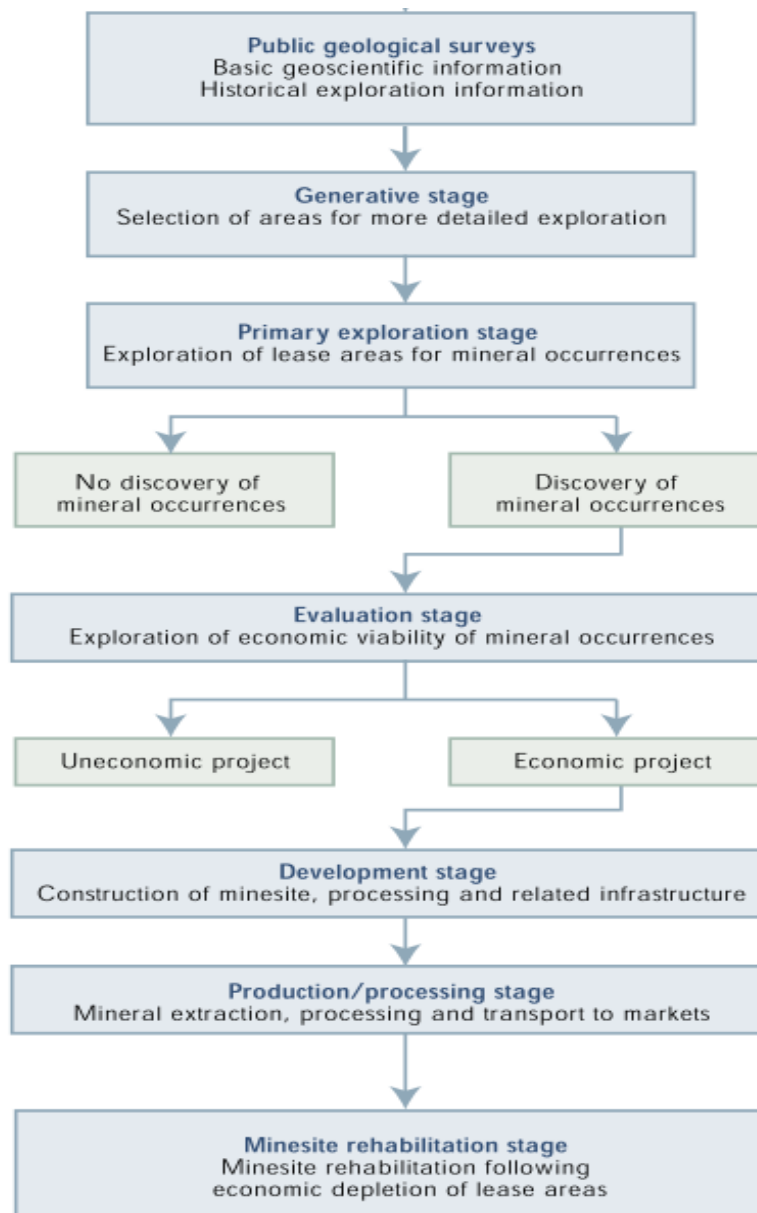 Public geological surveys
Basic geoscientific information
Historical exploration information
Generative stage
Selection of areas for more detailed exploration
Primary exploration stage
Exploration of lease areas for mineral occurrences
No discovery of
mineral occurrences
Discovery of
mineral occurrences
Evaluation stage
Exploration of economic viability of mineral occurrences
Uneconomic project
Economic project
Development stage
Construction of minesite, processing and related infrastructure
Production/processing stage
Mineral extraction, processing and transport to markets
Minesite rehabilitation stage
Minesite rehabilitation following
economic depletion of lease areas